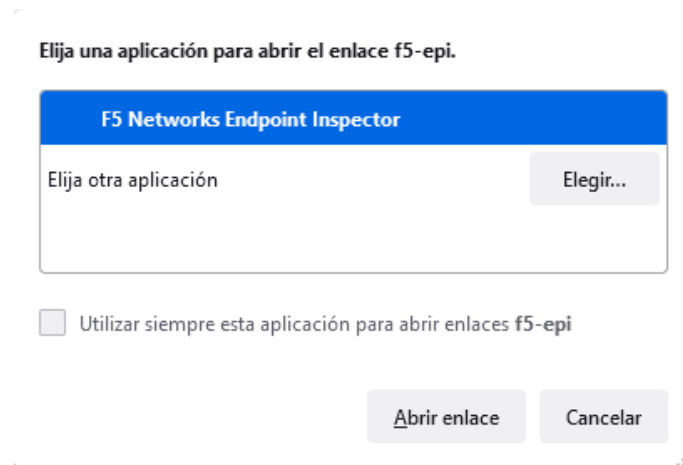 Elija una aplicación para abrir el enlace f5-epi.
F5 Networks Endpoint Inspector
Elija otra aplicación
Elegir...
Utilizar siempre esta aplicación para abrir enlaces f5-epi
Abrir enlace
Cancelar